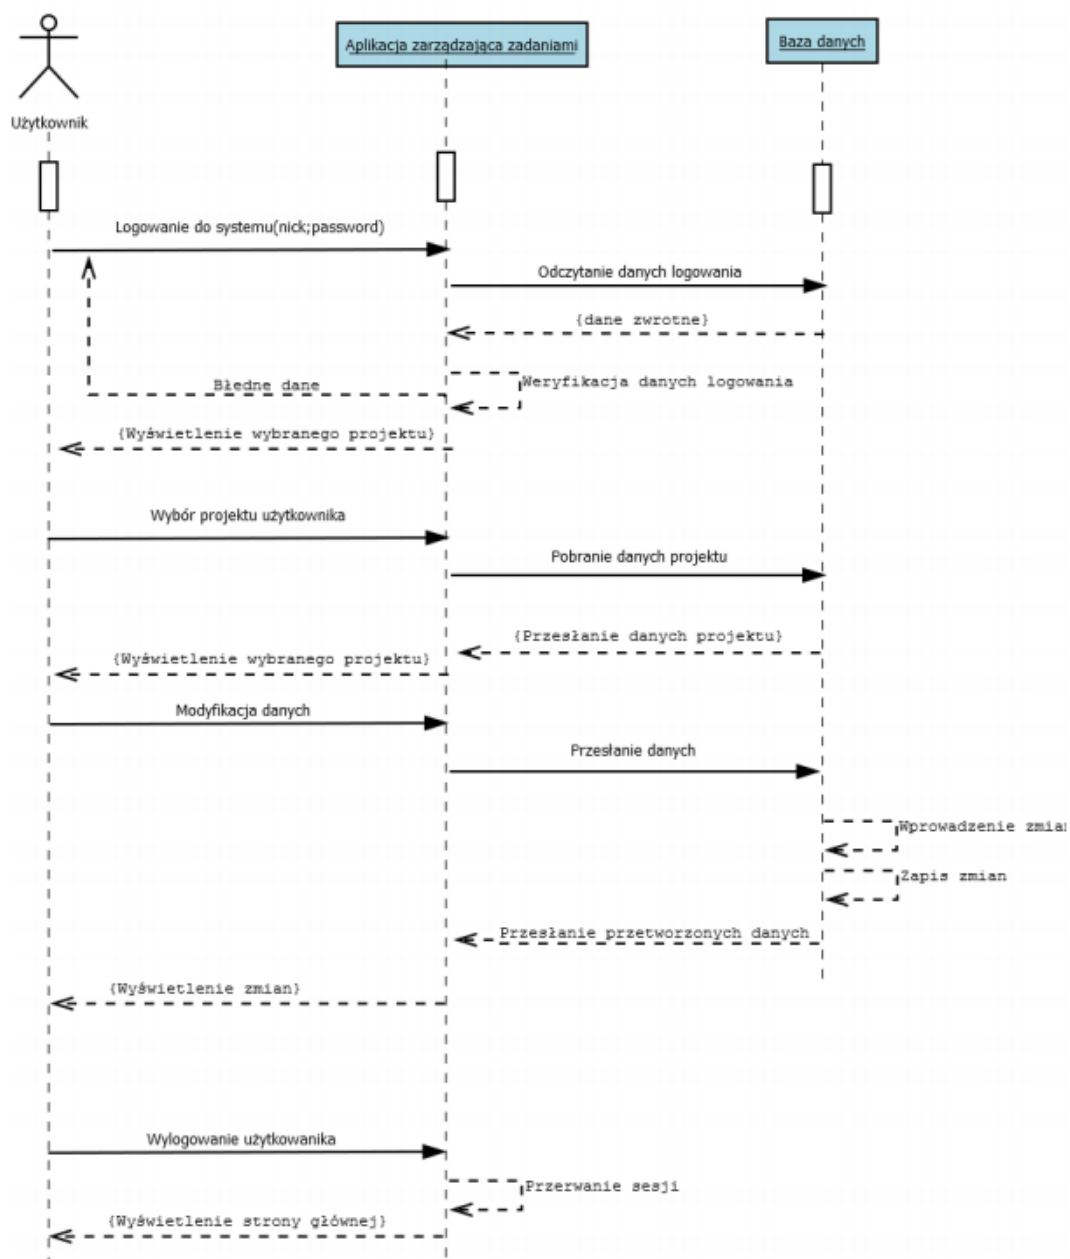 Aplikacja zarządzająca zadaniami
Baza danych
Użytkownik
Logowanie do systemu(nick;password)
Odczytanie danych logowania
{dane zwrotne}
Weryfikacja danych logowania
Błedne dane
{Wyświetlenie wybranego projektu}
Wybór projektu użytkownika
Pobranie danych projektu
{Przesłanie danych projektu}
{Wyświetlenie wybranego projektu}
Modyfikacja danych
Przesłanie danych
Wprowadzenie zmian
Zapis zmian
Przesłanie przetworzonych danych
{Wyświetlenie zmian}
Wylogowanie użytkowanika
Przerwanie sesji
{Wyświetlenie strony głównej}